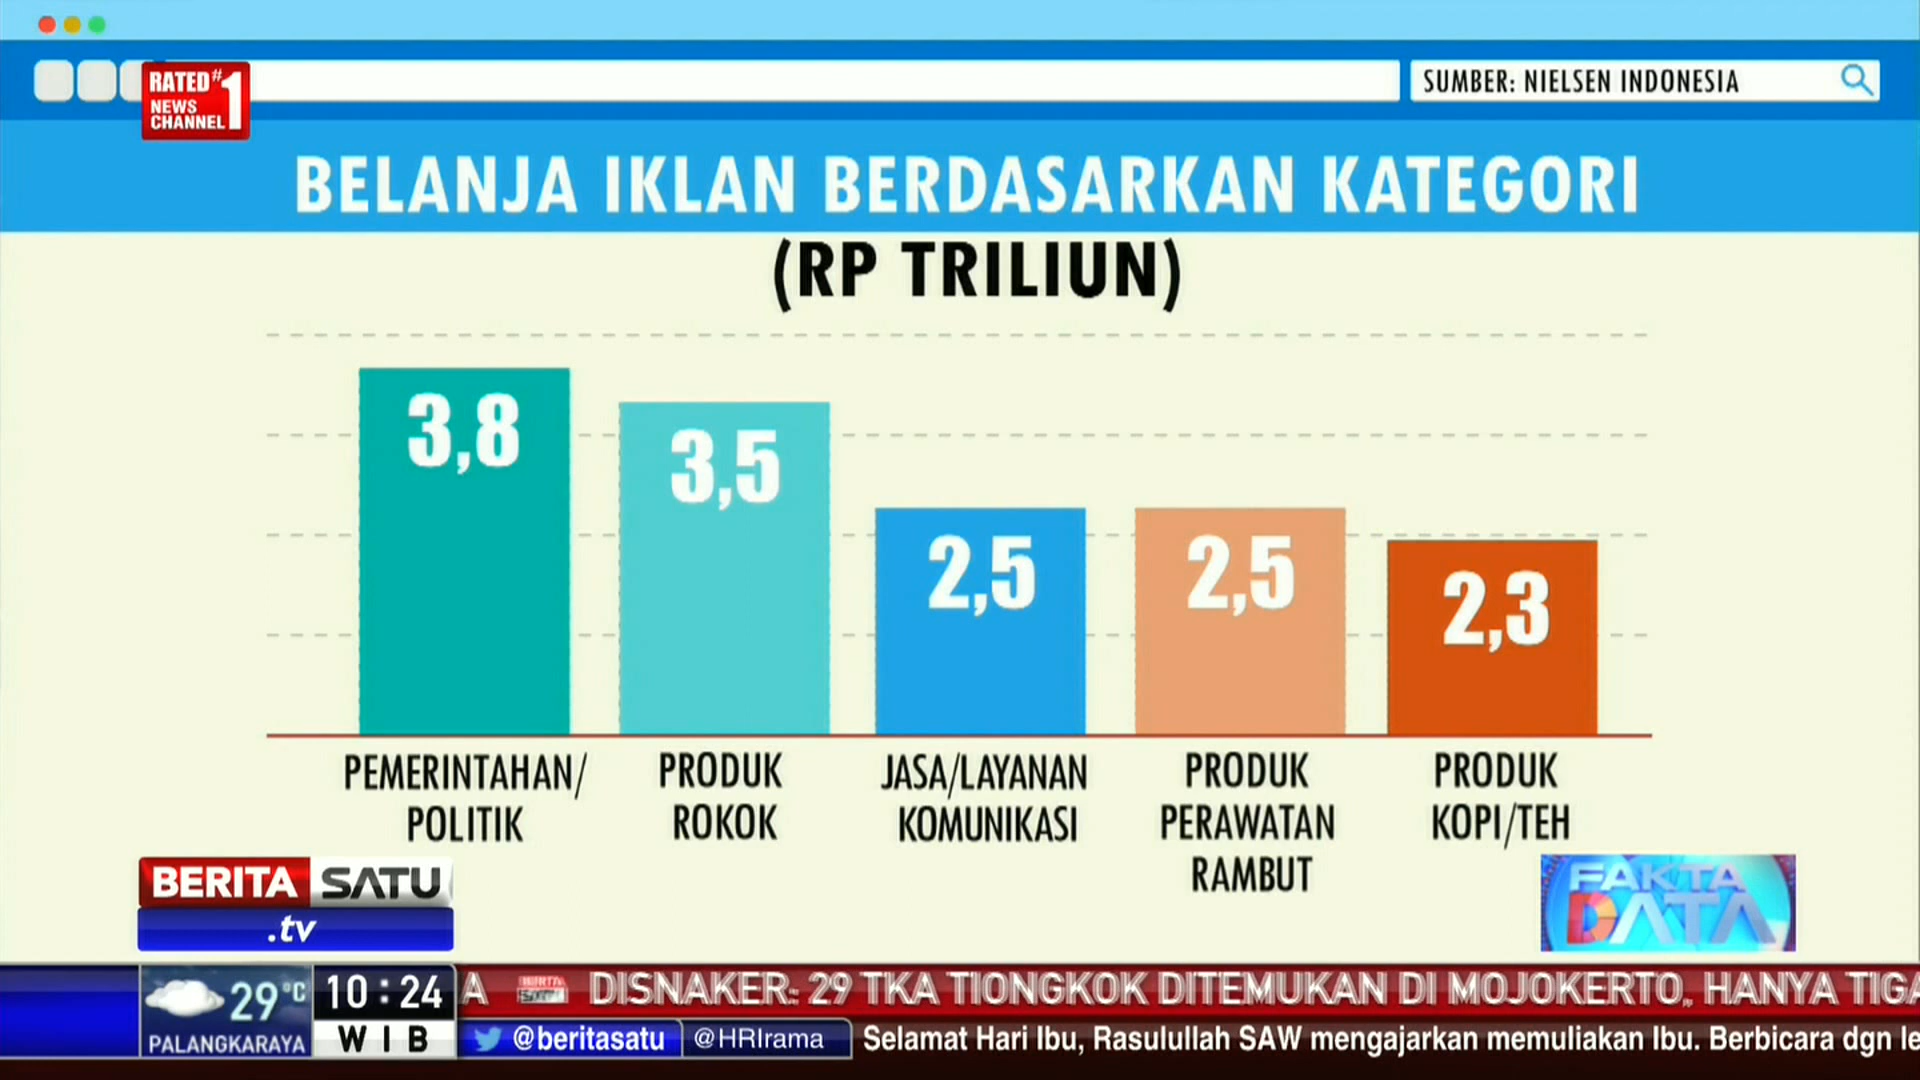 RATED #1
NEWS
CHANNEL
SUMBER: NIELSEN INDONESIA
BELANJA IKLAN BERDASARKAN KATEGORI
(RP TRILIUN)
3,8
3,5
2,5
2,5
2,3
PEMERINTAHAN/
POLITIK
PRODUK
ROKOK
JASA/LAYANAN
KOMUNIKASI
PRODUK
PERAWATAN
RAMBUT
PRODUK
KOPI/TEH
BERITA SATU
.tv
FAKTA
DATA
29°C
PALANGKARAYA
10:24
WIB
A BERITA SATU DISNAKER: 29 TKA TIONGKOK DITEMUKAN DI MOJOKERTO, HANYA TIGA
@beritasatu @HRIrama Selamat Hari Ibu, Rasulullah SAW mengajarkan memuliakan Ibu. Berbicara dgn le